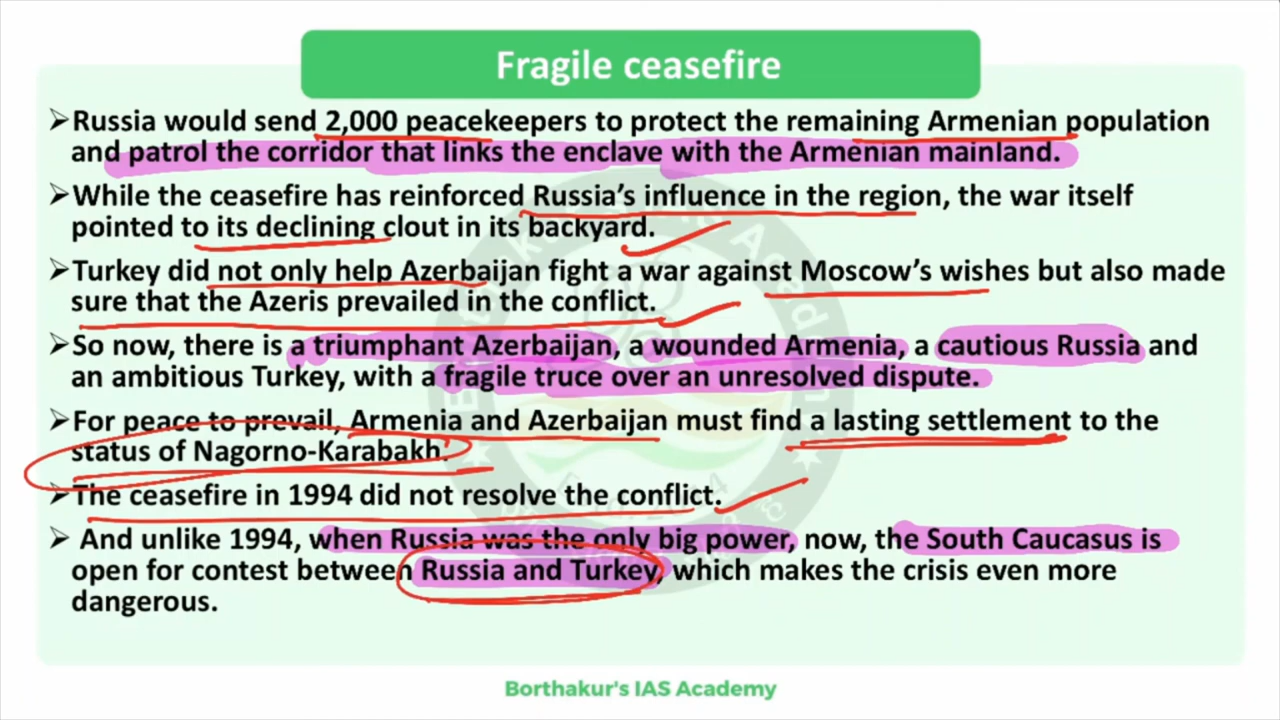 Fragile ceasefire
➢Russia would send 2,000 peacekeepers to protect the remaining Armenian population
and patrol the corridor that links the enclave with the Armenian mainland.
➢While the ceasefire has reinforced Russia's influence in the region, the war itself
pointed to its declining clout in its backyard.
➢Turkey did not only help Azerbaijan fight a war against Moscow's wishes but also made
sure that the Azeris prevailed in the conflict.
➢So now, there is a triumphant Azerbaijan, a wounded Armenia, a cautious Russia and
an ambitious Turkey, with a fragile truce over an unresolved dispute.
➢For peace to prevail, Armenia and Azerbaijan must find a lasting settlement to the
status of Nagorno-Karabakh.
➢The ceasefire in 1994 did not resolve the conflict.
➢ And unlike 1994, when Russia was the only big power, now, the South Caucasus is
open for contest between Russia and Turkey, which makes the crisis even more
dangerous.
Borthakur's IAS Academy